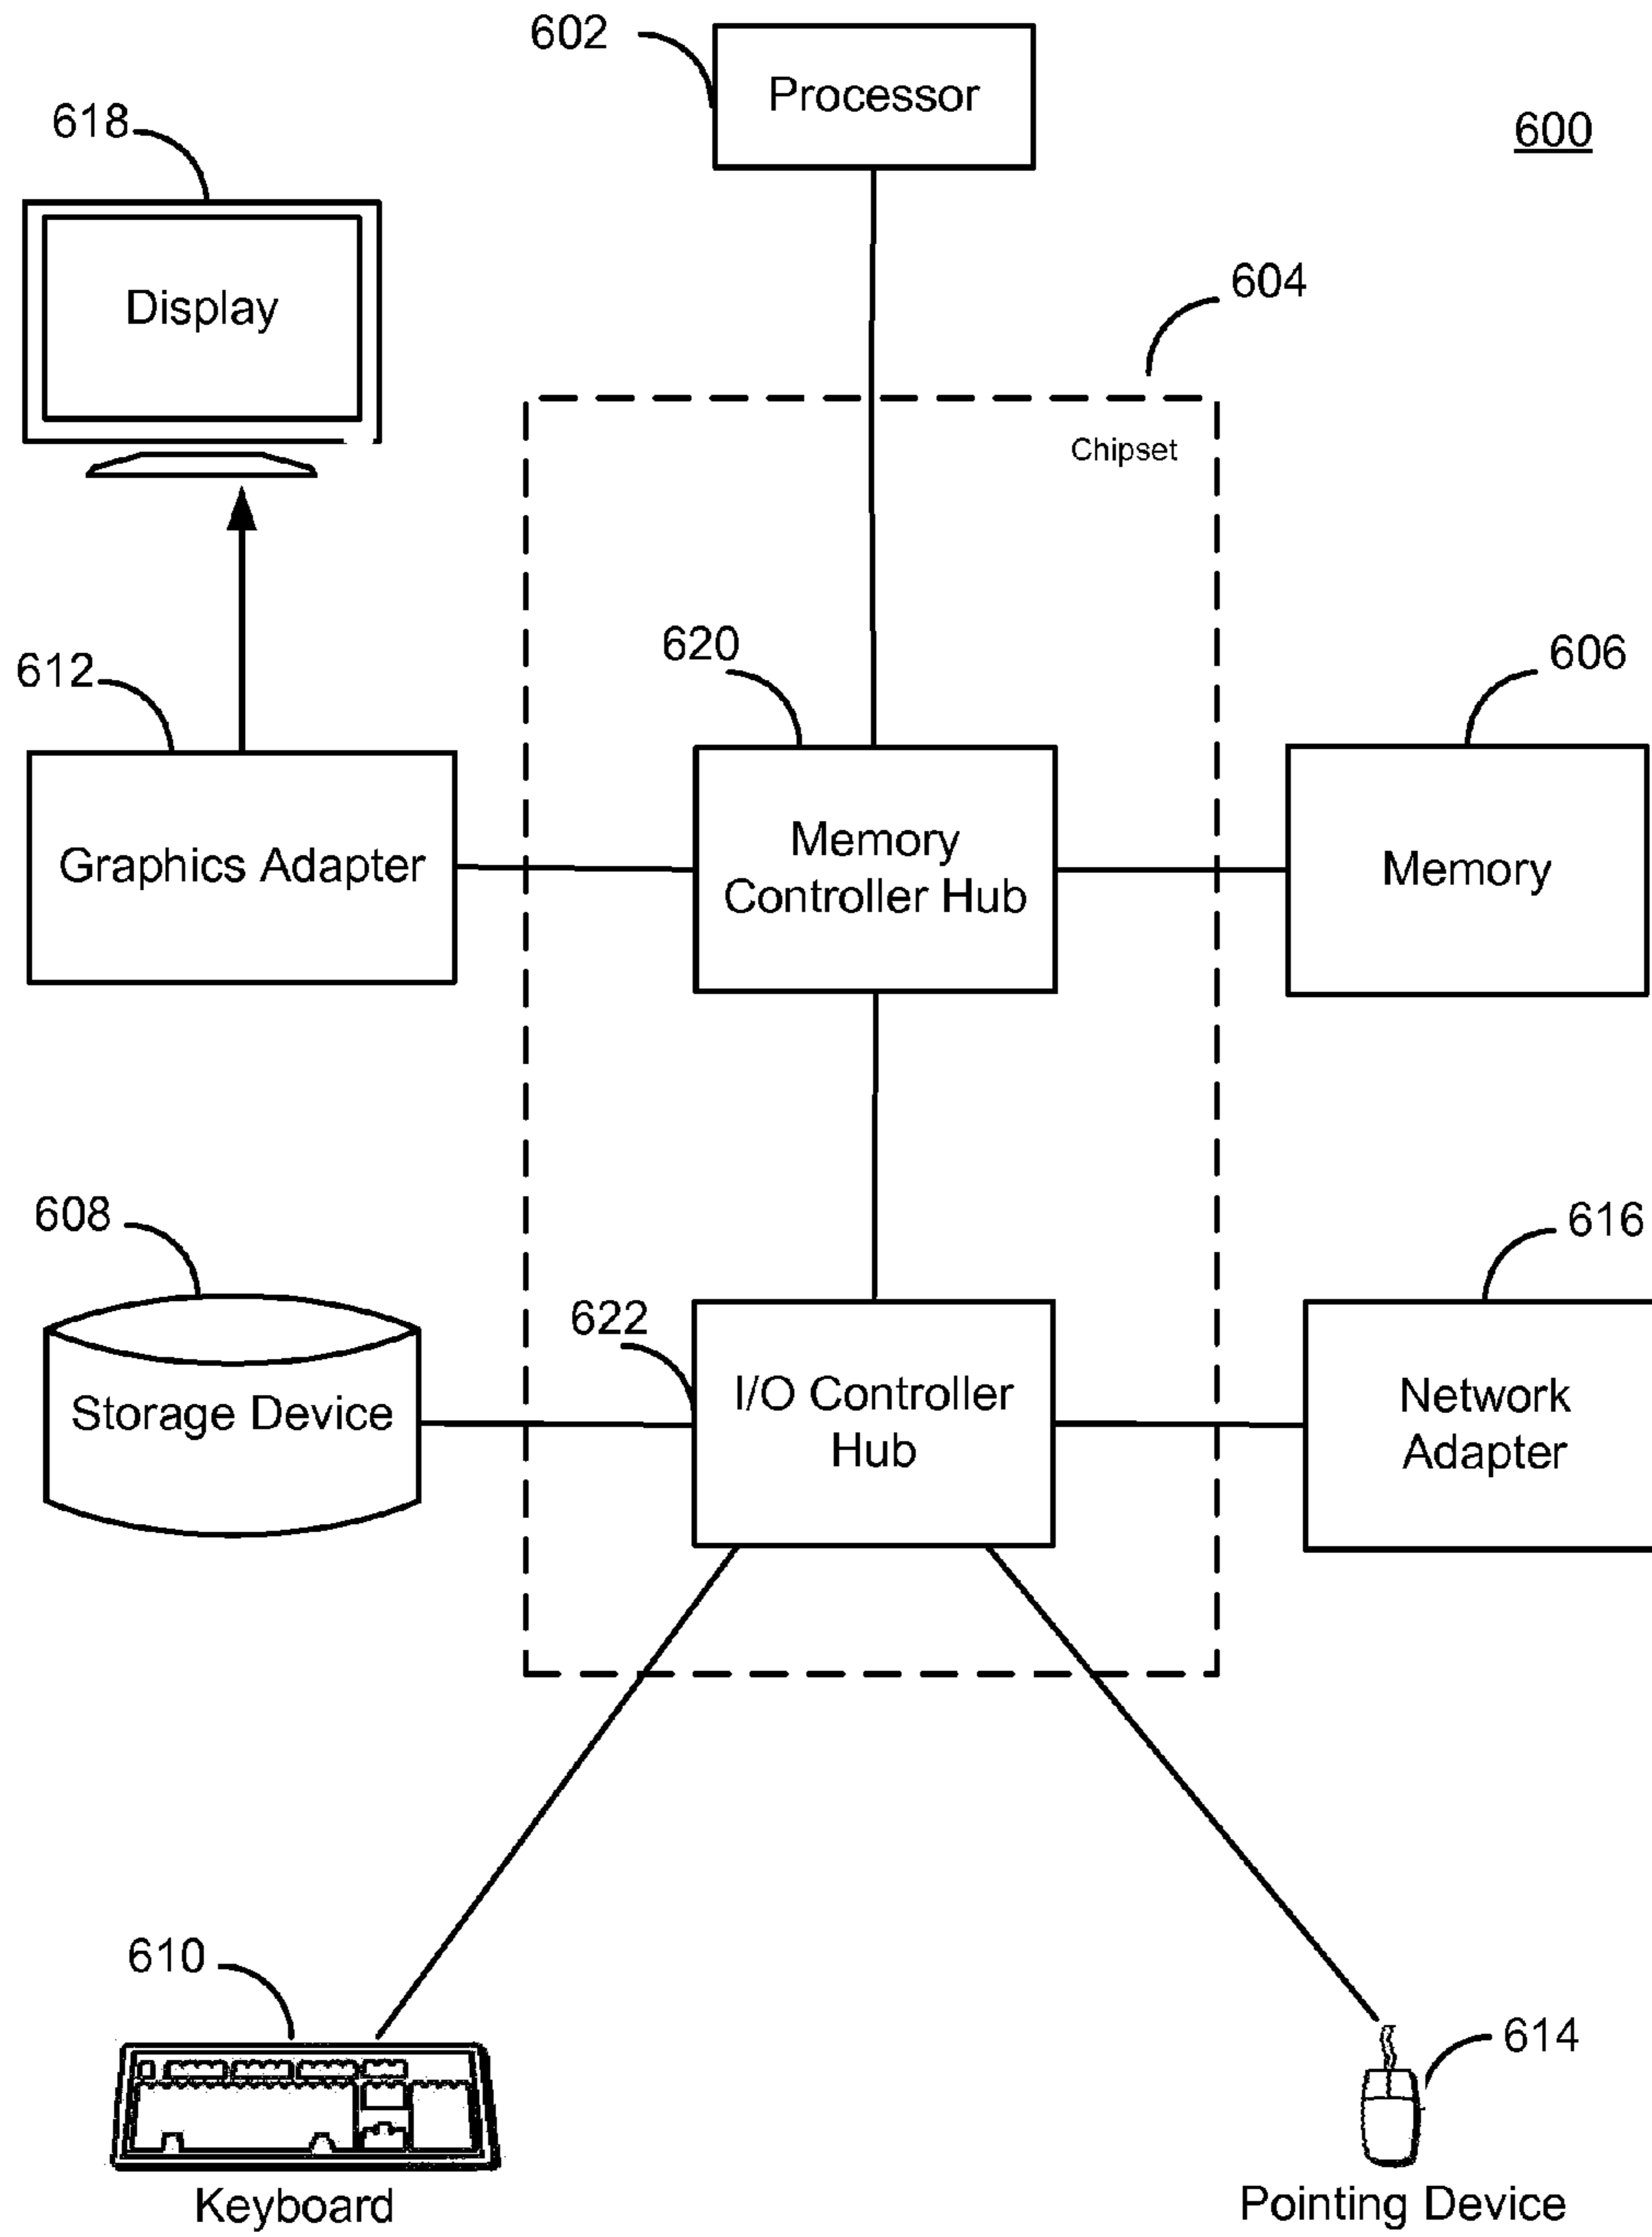 602
Processor
600
618
Display
604
Chipset
620
606
612
Graphics Adapter
Memory
Controller Hub
Memory
608
616
622
Storage Device
I/O Controller
Hub
Network
Adapter
610
614
Keyboard
Pointing Device